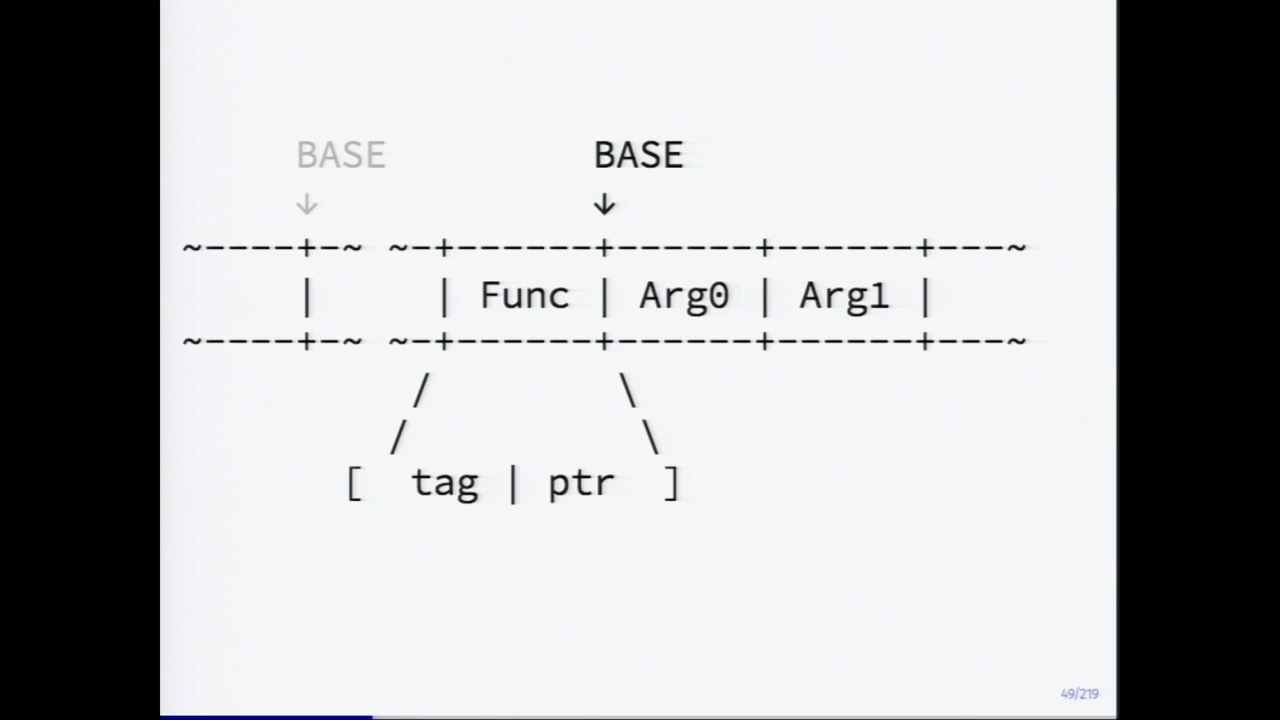 BASE BASE
↓ ↓
~----+-~ ~-+------+------+------+---~
| | Func | Arg0 | Arg1 |
~----+-~ ~-+------+------+------+---~
/ \
/ \
[ tag | ptr ]
49/219